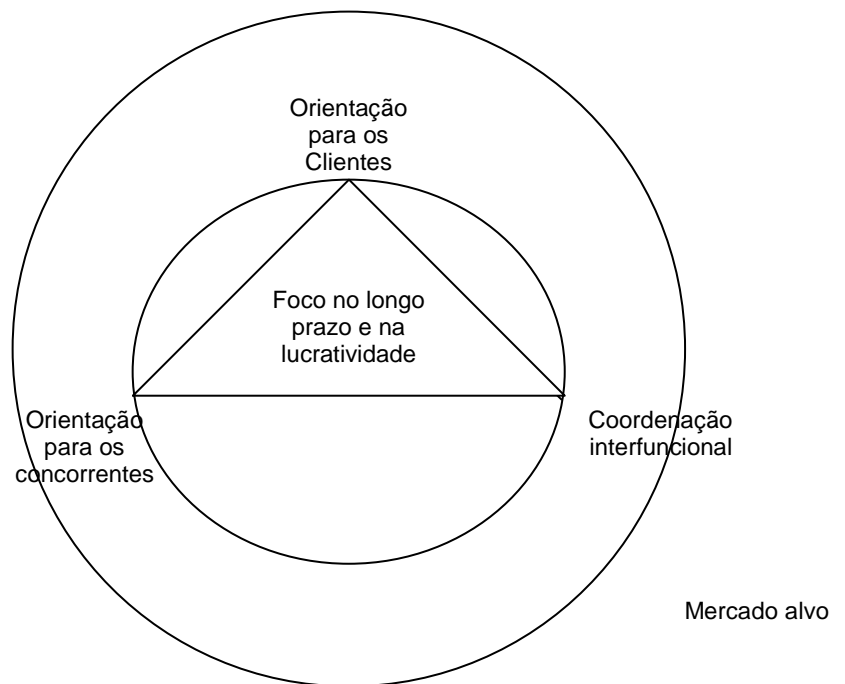 Orientação
para os
Clientes
Foco no longo
prazo e na
lucratividade
Orientação
para os
concorrentes
Coordenação
interfuncional
Mercado alvo